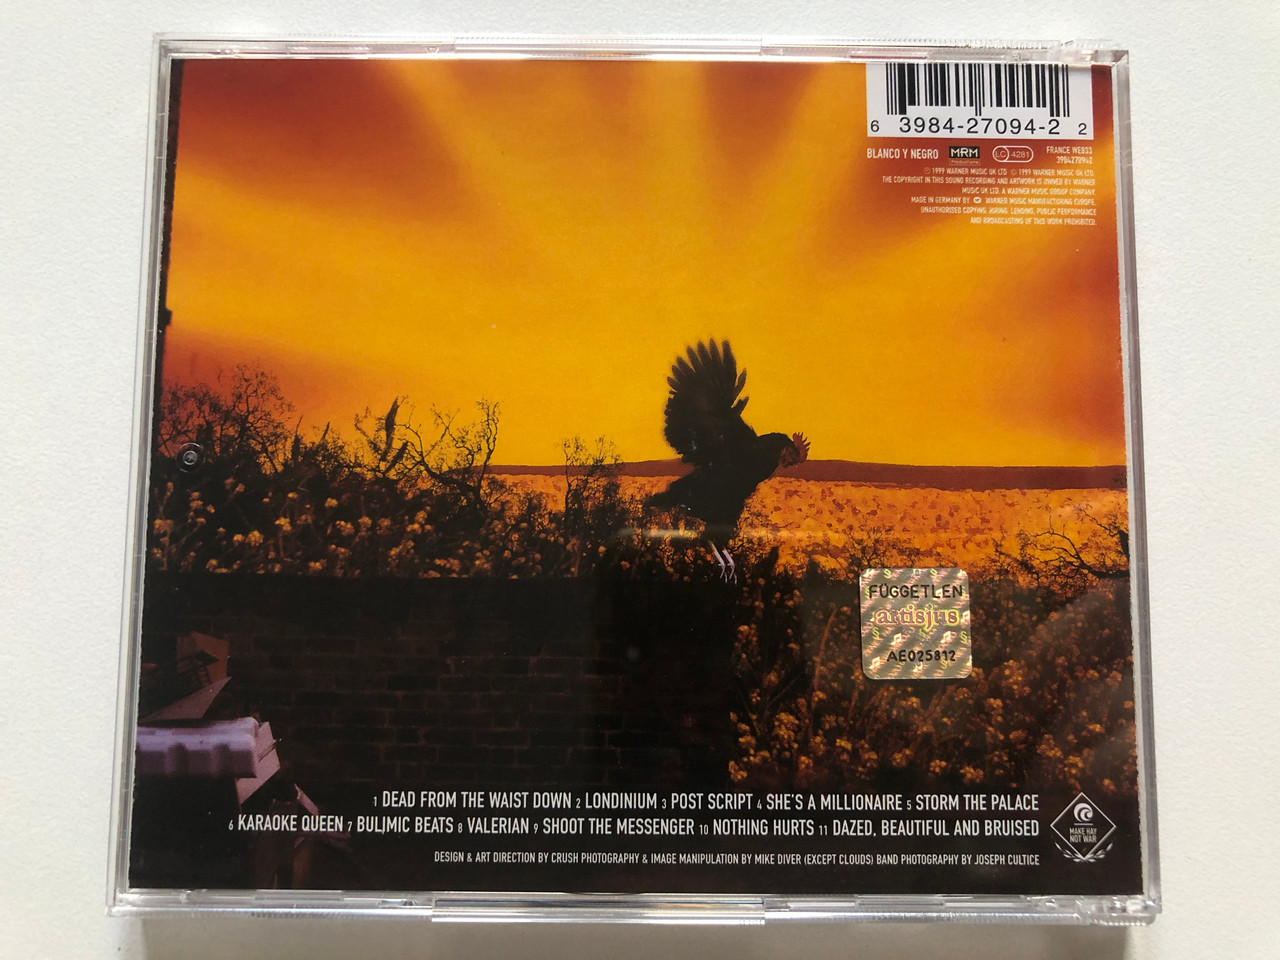 6 3984-27094-2 2
BLANCO Y NEGRO MRM Productions LC 4281 FRANCE WE833
3984270942
℗ 1999 WARNER MUSIC UK LTD © 1999 WARNER MUSIC UK LTD.
THE COPYRIGHT IN THIS SOUND RECORDING AND ARTWORK IS OWNED BY WARNER
MUSIC UK LTD. A WARNER MUSIC GROUP COMPANY.
MADE IN GERMANY BY WARNER MUSIC MANUFACTURING EUROPE.
UNAUTHORISED COPYING, HIRING, LENDING, PUBLIC PERFORMANCE
AND BROADCASTING OF THIS WORK PROHIBITED.
FÜGGETLEN
artisjus
AE025812
1 DEAD FROM THE WAIST DOWN 2 LONDINIUM 3 POST SCRIPT 4 SHE'S A MILLIONAIRE 5 STORM THE PALACE
6 KARAOKE QUEEN 7 BULIMIC BEATS 8 VALERIAN 9 SHOOT THE MESSENGER 10 NOTHING HURTS 11 DAZED, BEAUTIFUL AND BRUISED
MAKE HAY
NOT WAR
DESIGN & ART DIRECTION BY CRUSH PHOTOGRAPHY & IMAGE MANIPULATION BY MIKE DIVER (EXCEPT CLOUDS) BAND PHOTOGRAPHY BY JOSEPH CULTICE